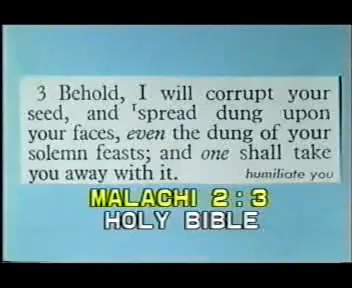 3 Behold, I will corrupt your
seed, and ʳspread dung upon
your faces, even the dung of your
solemn feasts; and one shall take
you away with it. humiliate you
MALACHI 2:3
HOLY BIBLE